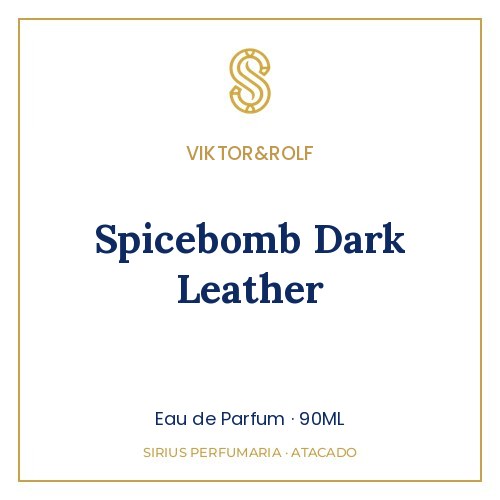 VIKTOR&ROLF
Spicebomb Dark
Leather
Eau de Parfum · 90ML
SIRIUS PERFUMARIA · ATACADO